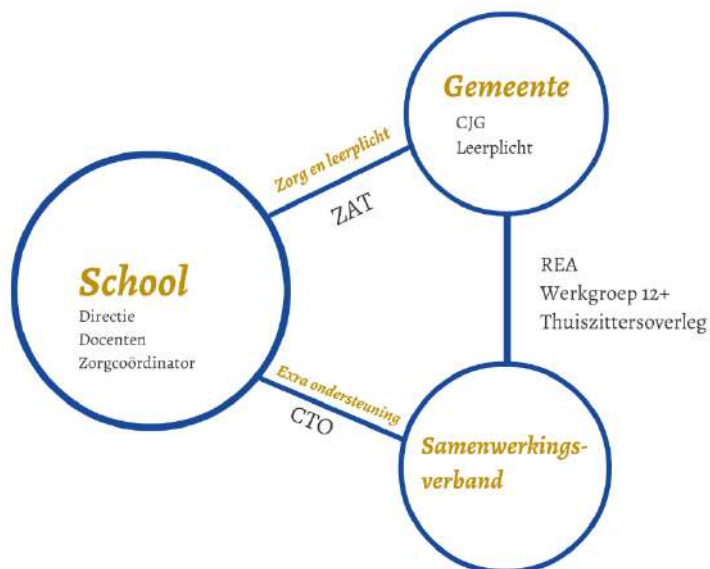 Gemeente
CJG
Leerplicht
Zorg en leerplicht
ZAT
School
Directie
Docenten
Zorgcoördinator
REA
Werkgroep 12+
Thuiszittersoverleg
Exra ondersteuning
CTO
Samenwerkings-
verband